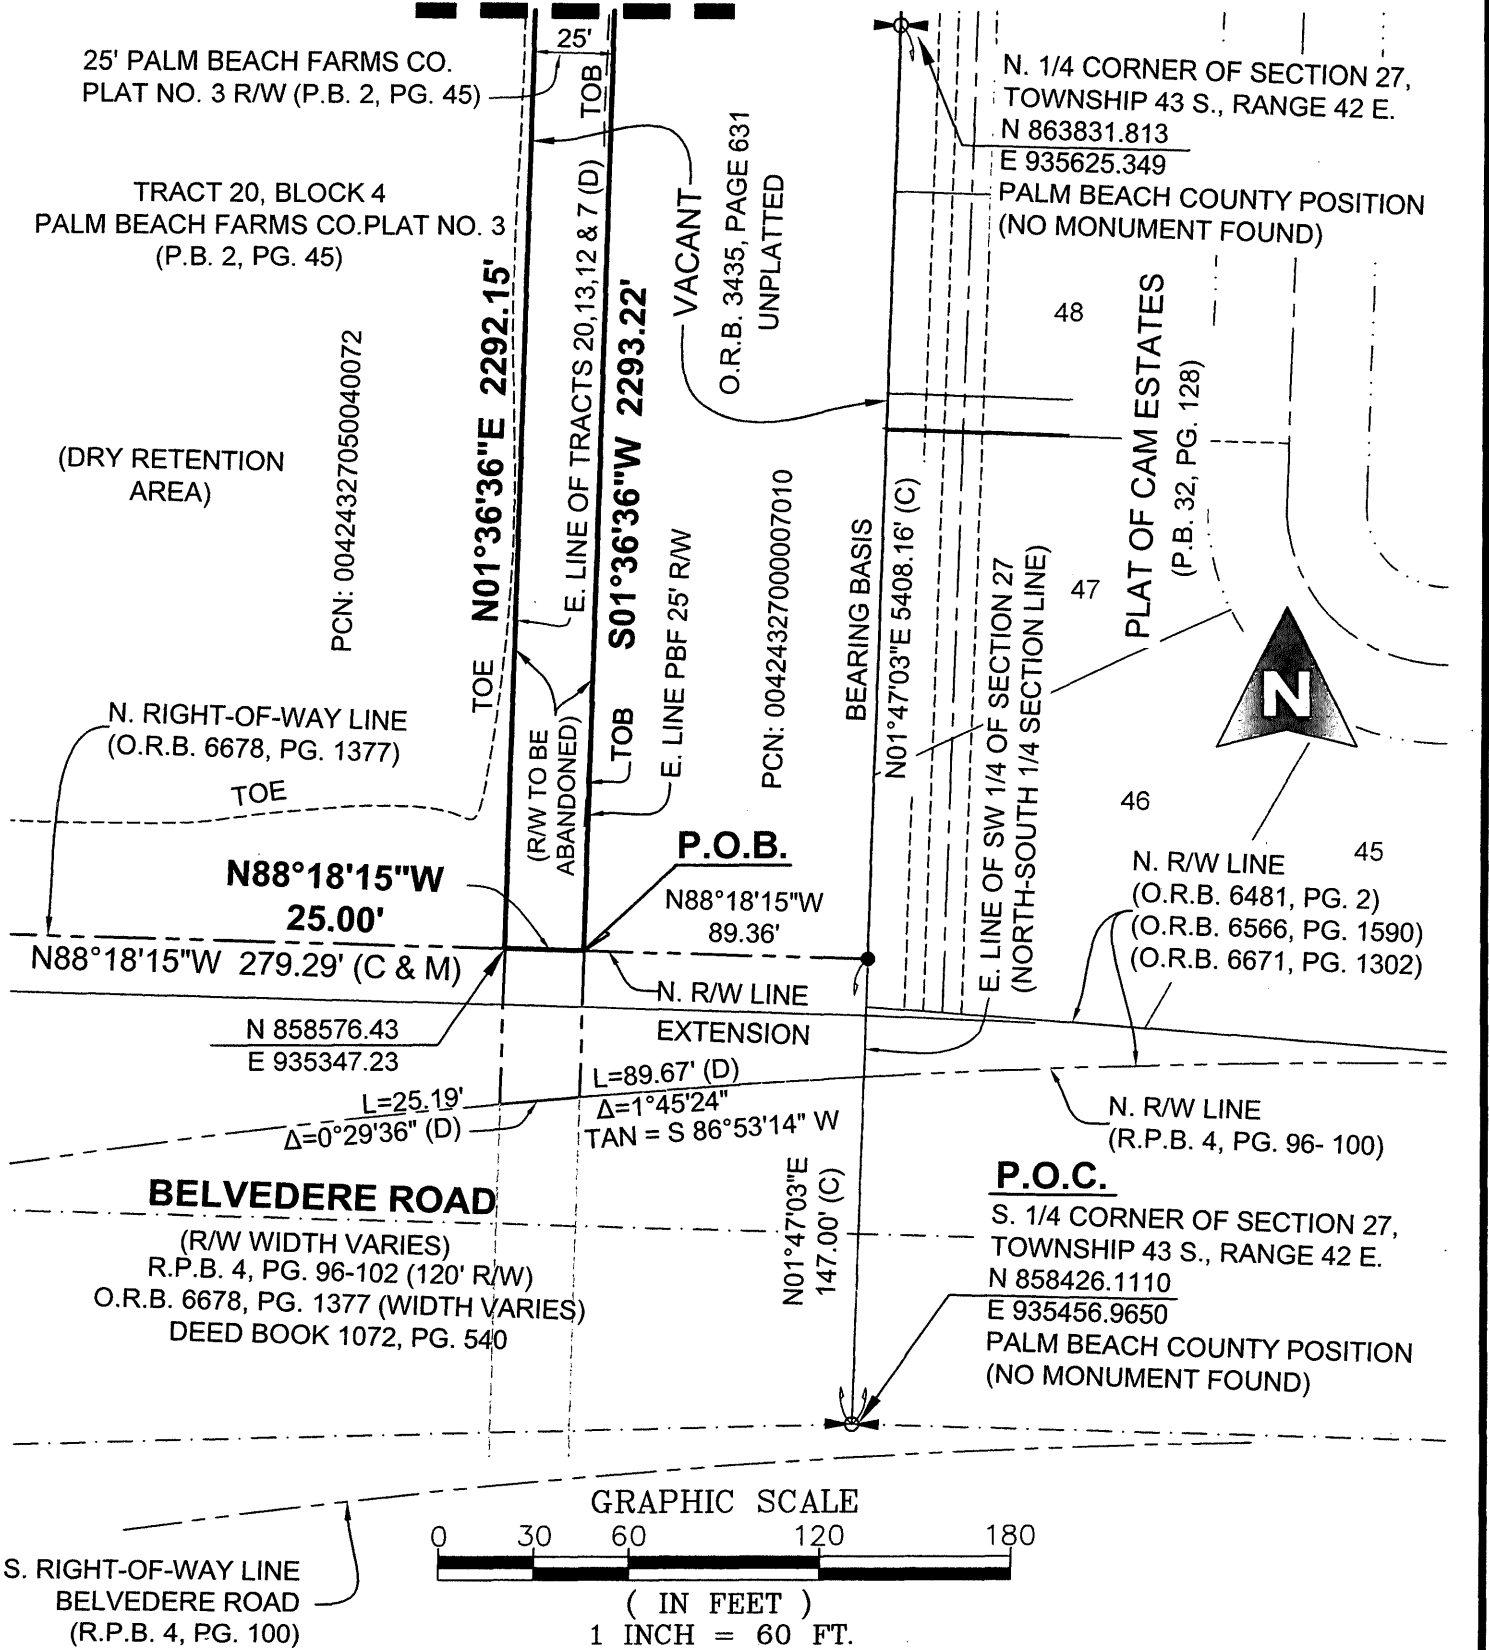 25'
25' PALM BEACH FARMS CO.
PLAT NO. 3 R/W (P.B. 2, PG. 45)
TOB
N. 1/4 CORNER OF SECTION 27,
TOWNSHIP 43 S., RANGE 42 E.
N 863831.813
E 935625.349
PALM BEACH COUNTY POSITION
(NO MONUMENT FOUND)
TRACT 20, BLOCK 4
PALM BEACH FARMS CO.PLAT NO. 3
(P.B. 2, PG. 45)
E. LINE OF TRACTS 20,13,12 & 7 (D)
VACANT
O.R.B. 3435, PAGE 631
UNPLATTED
N01°36'36"E 2292.15'
S01°36'36"W 2293.22'
PCN: 00424327050040072
(DRY RETENTION
AREA)
48
PLAT OF CAM ESTATES
(P.B. 32, PG. 128)
47
BEARING BASIS
N01°47'03"E 5408.16' (C)
PCN: 00424327000007010
E. LINE PBF 25' R/W
E. LINE OF SW 1/4 OF SECTION 27
(NORTH-SOUTH 1/4 SECTION LINE)
N
TOE
TOB
N. RIGHT-OF-WAY LINE
(O.R.B. 6678, PG. 1377)
TOE
(R/W TO BE
ABANDONED)
46
45
P.O.B.
N88°18'15"W
25.00'
N88°18'15"W
89.36'
N. R/W LINE
(O.R.B. 6481, PG. 2)
(O.R.B. 6566, PG. 1590)
(O.R.B. 6671, PG. 1302)
N88°18'15"W 279.29' (C & M)
N. R/W LINE
EXTENSION
N 858576.43
E 935347.23
L=89.67' (D)
Δ=1°45'24"
TAN = S 86°53'14" W
L=25.19'
Δ=0°29'36" (D)
N. R/W LINE
(R.P.B. 4, PG. 96- 100)
BELVEDERE ROAD
(R/W WIDTH VARIES)
R.P.B. 4, PG. 96-102 (120' R/W)
O.R.B. 6678, PG. 1377 (WIDTH VARIES)
DEED BOOK 1072, PG. 540
N01°47'03"E
147.00' (C)
P.O.C.
S. 1/4 CORNER OF SECTION 27,
TOWNSHIP 43 S., RANGE 42 E.
N 858426.1110
E 935456.9650
PALM BEACH COUNTY POSITION
(NO MONUMENT FOUND)
GRAPHIC SCALE
0 30 60 120 180
( IN FEET )
1 INCH = 60 FT.
S. RIGHT-OF-WAY LINE
BELVEDERE ROAD
(R.P.B. 4, PG. 100)